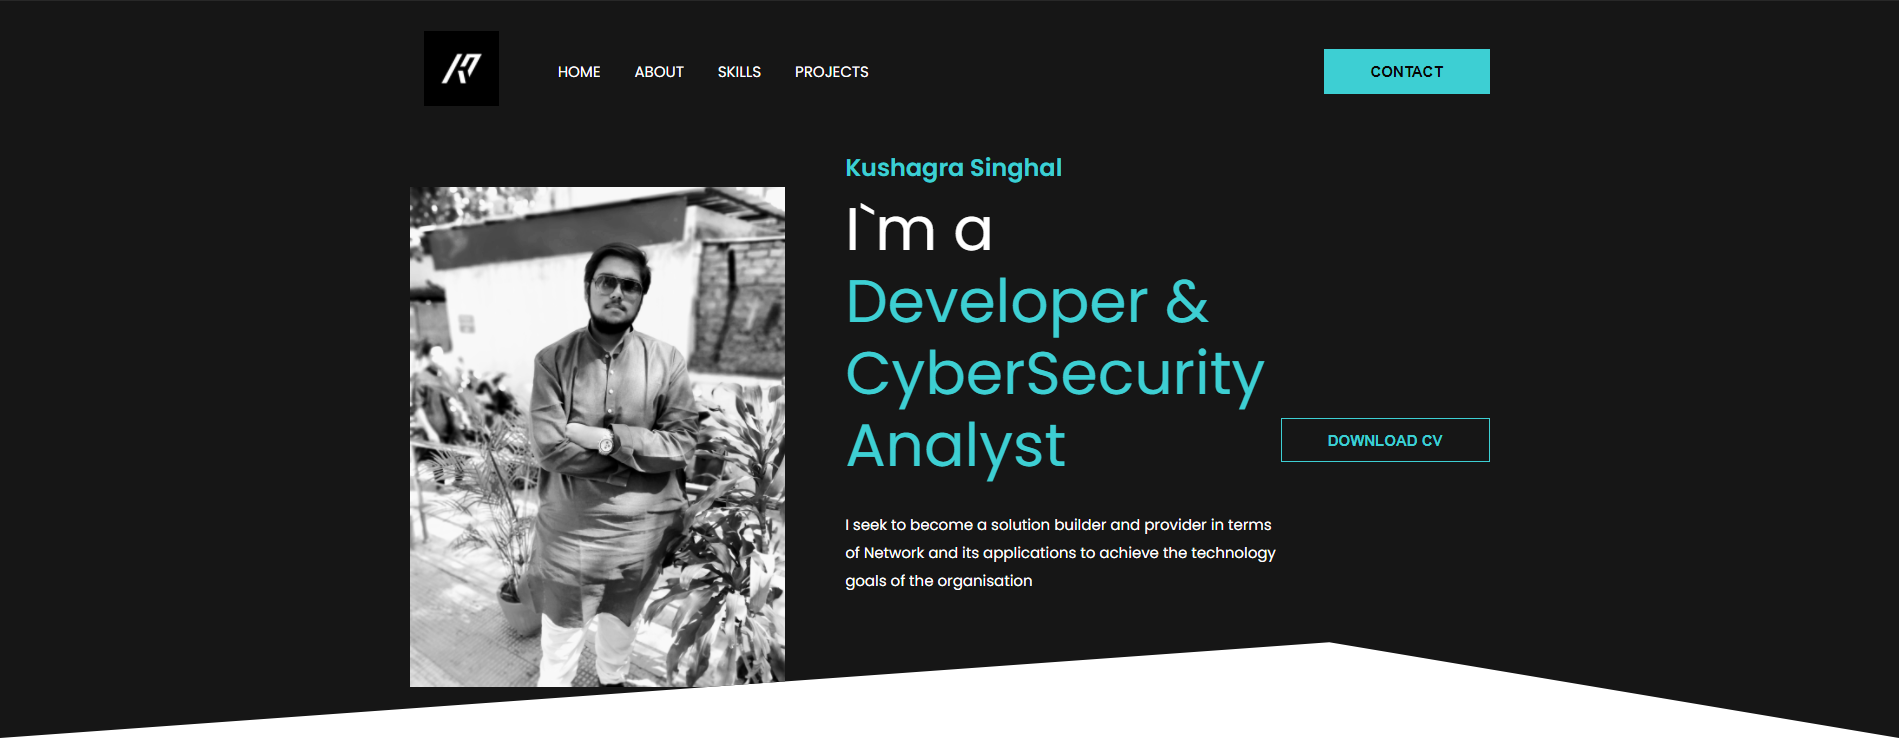 HOME ABOUT SKILLS PROJECTS CONTACT
Kushagra Singhal
I`m a
Developer &
CyberSecurity
Analyst
DOWNLOAD CV
I seek to become a solution builder and provider in terms
of Network and its applications to achieve the technology
goals of the organisation